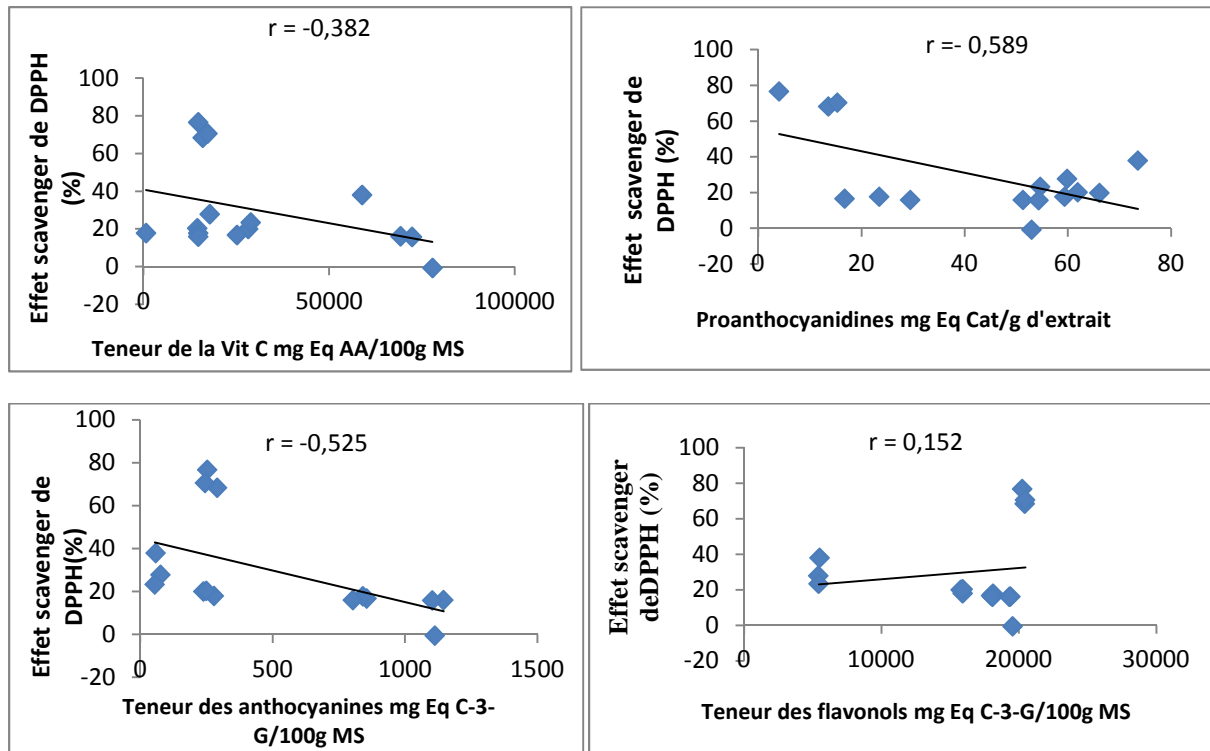 r = -0,382
Effet scavenger de DPPH
(%)
100
80
60
40
20
0
-20
0
50000
100000
Teneur de la Vit C mg Eq AA/100g MS
r =- 0,589
Effet scavenger de
DPPH (%)
100
80
60
40
20
0
-20
0
20
40
60
80
Proanthocyanidines mg Eq Cat/g d'extrait
r = -0,525
Effet scavenger de
DPPH(%)
100
80
60
40
20
0
-20
0
500
1000
1500
Teneur des anthocyanines mg Eq C-3-
G/100g MS
r = 0,152
Effet scavenger
deDPPH (%)
100
80
60
40
20
0
-20
0
10000
20000
30000
Teneur des flavonols mg Eq C-3-G/100g MS